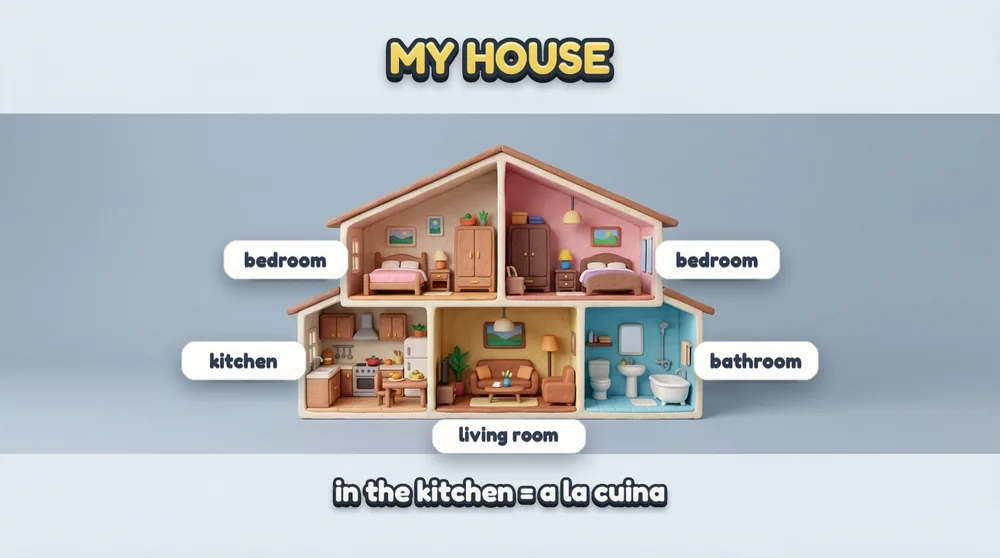 MY HOUSE
bedroom
bedroom
kitchen
bathroom
living room
in the kitchen = a la cuina